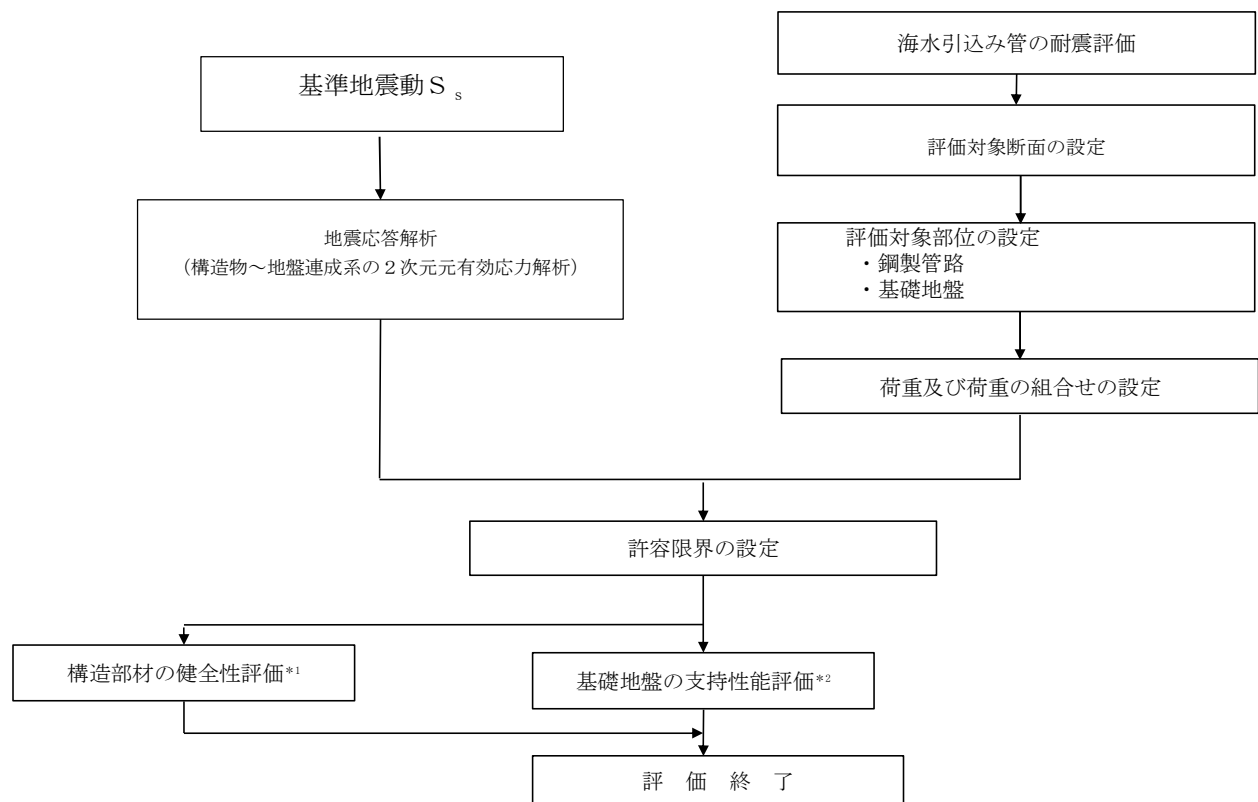 海水引込み管の耐震評価
基準地震動Ｓs
評価対象断面の設定
地震応答解析
（構造物～地盤連成系の２次元元有効応力解析）
評価対象部位の設定
・鋼製管路
・基礎地盤
荷重及び荷重の組合せの設定
許容限界の設定
構造部材の健全性評価*1
基礎地盤の支持性能評価*2
評　価　終　了